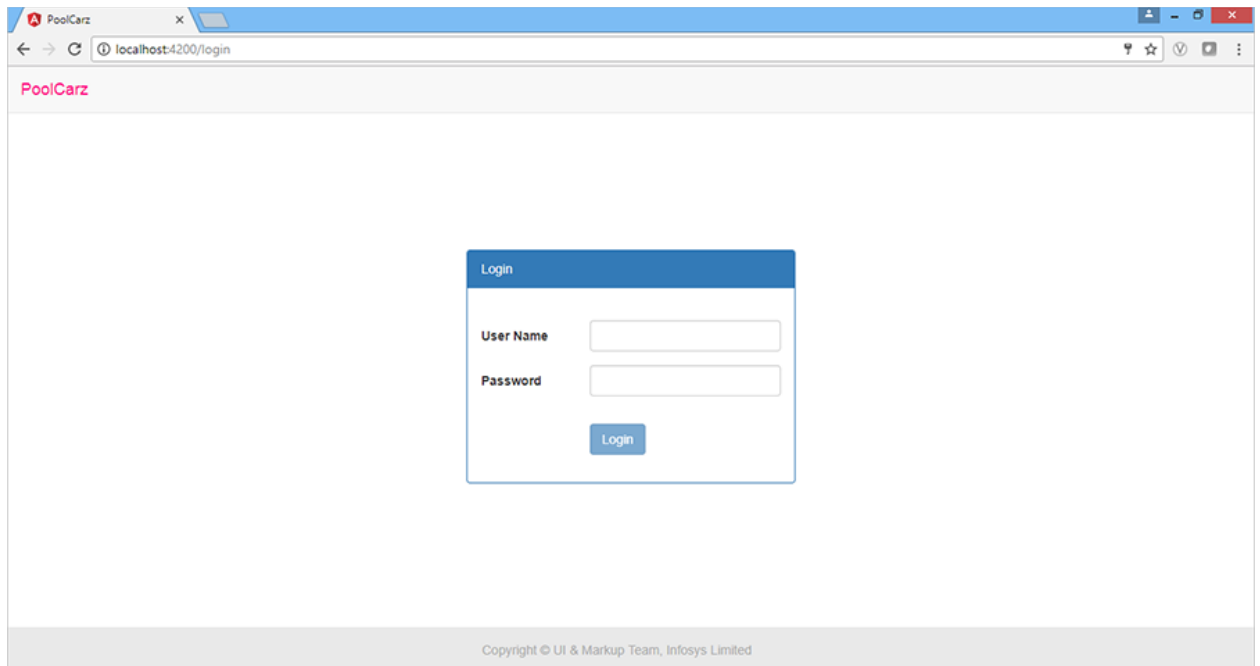 PoolCarz
localhost:4200/login
PoolCarz
Login
User Name
Password
Login
Copyright © UI & Markup Team, Infosys Limited